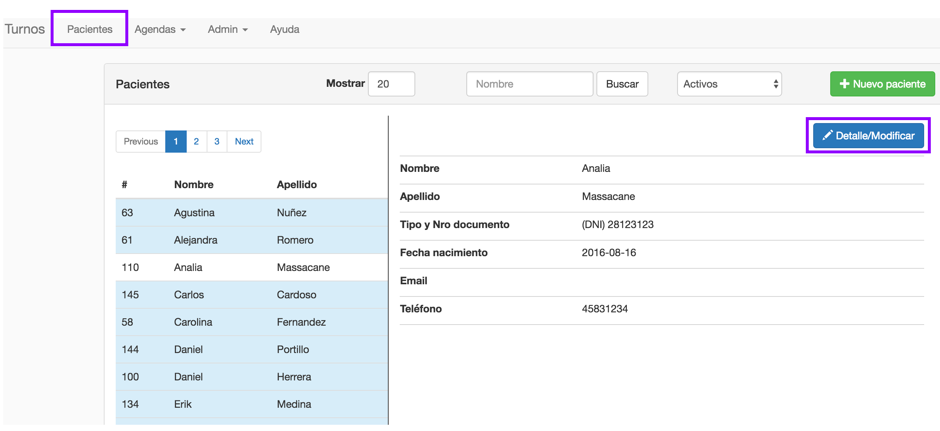 Turnos Pacientes Agendas Admin Ayuda
Pacientes Mostrar 20 Nombre Buscar Activos Nuevo paciente
Previous 1 2 3 Next
# Nombre Apellido
63 Agustina Nuñez
61 Alejandra Romero
110 Analia Massacane
145 Carlos Cardoso
58 Carolina Fernandez
144 Daniel Portillo
100 Daniel Herrera
134 Erik Medina
Detalle/Modificar
Nombre Analia
Apellido Massacane
Tipo y Nro documento (DNI) 28123123
Fecha nacimiento 2016-08-16
Email
Teléfono 45831234